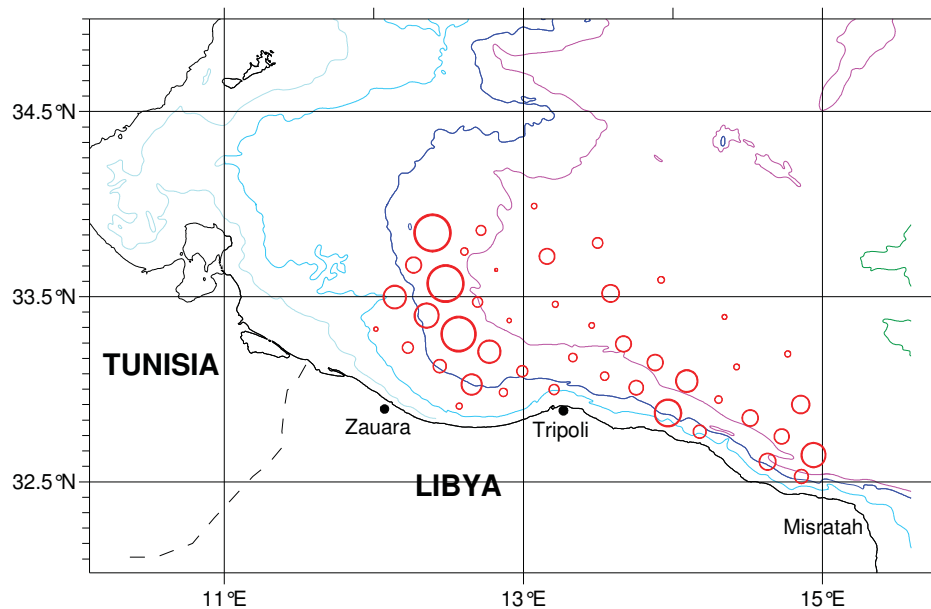 34.5°N
33.5°N
TUNISIA
Zauara
Tripoli
LIBYA
32.5°N
Misratah
11°E
13°E
15°E